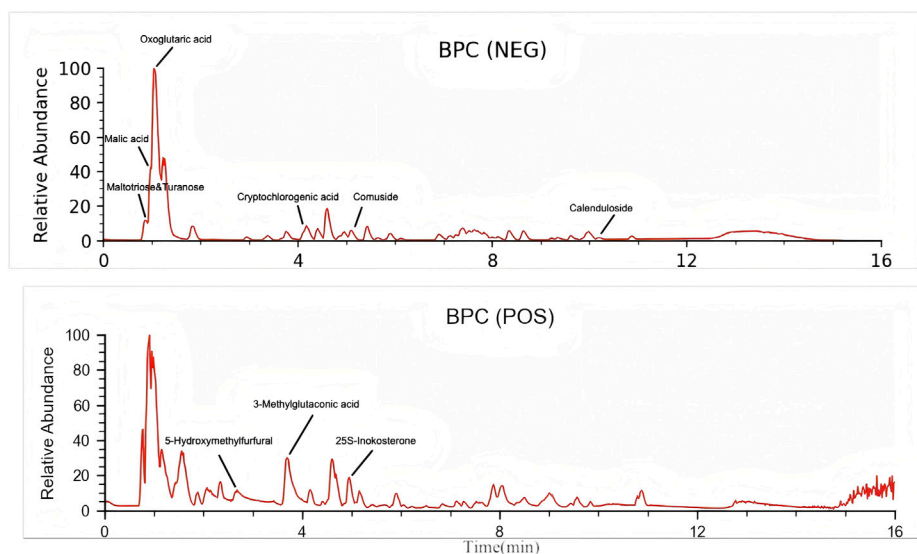 Oxoglutaric acid
BPC (NEG)
Relative Abundance
100
80
60
40
20
0
Malic acid
Maltotriose&Turanose
Cryptochlorogenic acid
Comuside
Calenduloside
0 4 8 12 16
BPC (POS)
Relative Abundance
100
80
60
40
20
0
3-Methylglutaconic acid
5-Hydroxymethylfurfural
25S-Inokosterone
0 4 8 12 16
Time(min)